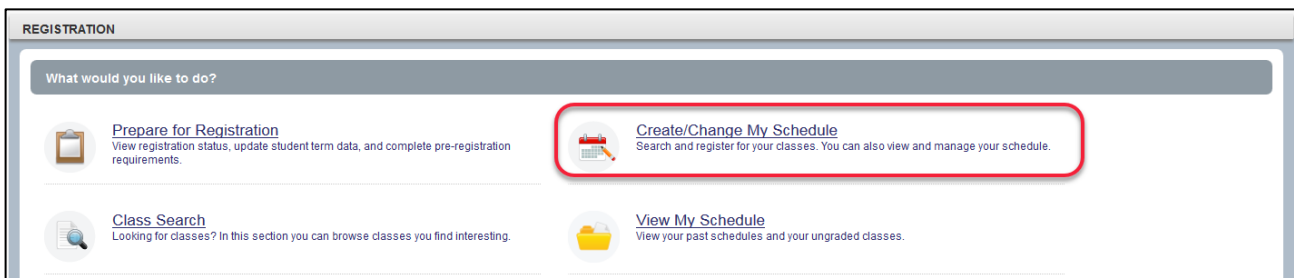 REGISTRATION
What would you like to do?
Prepare for Registration
View registration status, update student term data, and complete pre-registration
requirements.
Create/Change My Schedule
Search and register for your classes. You can also view and manage your schedule.
Class Search
Looking for classes? In this section you can browse classes you find interesting.
View My Schedule
View your past schedules and your ungraded classes.